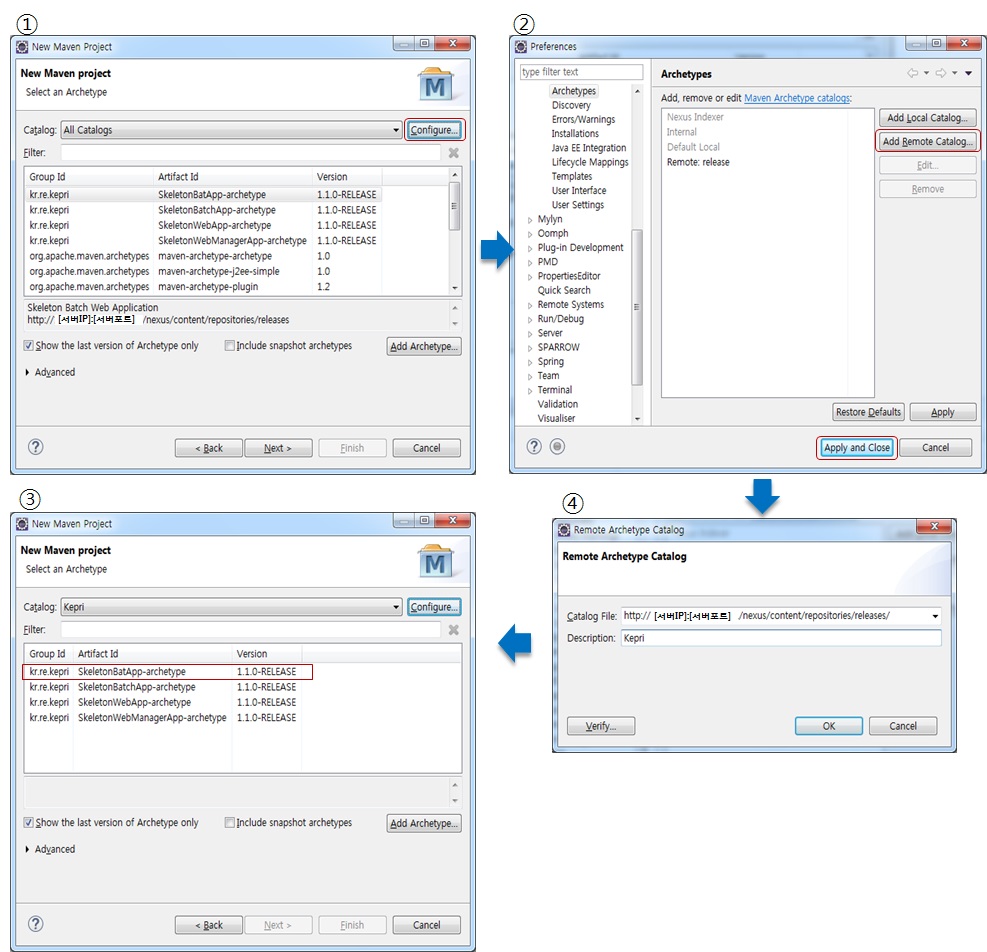 ①
New Maven Project
New Maven project
Select an Archetype
Catalog: All Catalogs Configure...
Filter:
Group Id Artifact Id Version
kr.re.kepri SkeletonBatApp-archetype 1.1.0-RELEASE
kr.re.kepri SkeletonBatchApp-archetype 1.1.0-RELEASE
kr.re.kepri SkeletonWebApp-archetype 1.1.0-RELEASE
kr.re.kepri SkeletonWebManagerApp-archetype 1.1.0-RELEASE
org.apache.maven.archetypes maven-archetype-archetype 1.0
org.apache.maven.archetypes maven-archetype-j2ee-simple 1.0
org.apache.maven.archetypes maven-archetype-plugin 1.2
Skeleton Batch Web Application
http:// [서버IP]:[서버포트] /nexus/content/repositories/releases
Show the last version of Archetype only Include snapshot archetypes Add Archetype...
Advanced
< Back Next > Finish Cancel
②
Preferences
type filter text
Archetypes
Discovery
Errors/Warnings
Installations
Java EE Integration
Lifecycle Mappings
Templates
User Interface
User Settings
Mylyn
Oomph
Plug-in Development
PMD
PropertiesEditor
Quick Search
Remote Systems
Run/Debug
Server
SPARROW
Spring
Team
Terminal
Validation
Visualiser
Archetypes
Add, remove or edit Maven Archetype catalogs:
Nexus Indexer
Internal
Default Local
Remote: release
Add Local Catalog...
Add Remote Catalog...
Edit...
Remove
Restore Defaults Apply
Apply and Close Cancel
③
New Maven Project
New Maven project
Select an Archetype
Catalog: Kepri Configure...
Filter:
Group Id Artifact Id Version
kr.re.kepri SkeletonBatApp-archetype 1.1.0-RELEASE
kr.re.kepri SkeletonBatchApp-archetype 1.1.0-RELEASE
kr.re.kepri SkeletonWebApp-archetype 1.1.0-RELEASE
kr.re.kepri SkeletonWebManagerApp-archetype 1.1.0-RELEASE
Show the last version of Archetype only Include snapshot archetypes Add Archetype...
Advanced
< Back Next > Finish Cancel
④
Remote Archetype Catalog
Remote Archetype Catalog
Catalog File: http:// [서버IP]:[서버포트] /nexus/content/repositories/releases/
Description: Kepri
Verify... OK Cancel